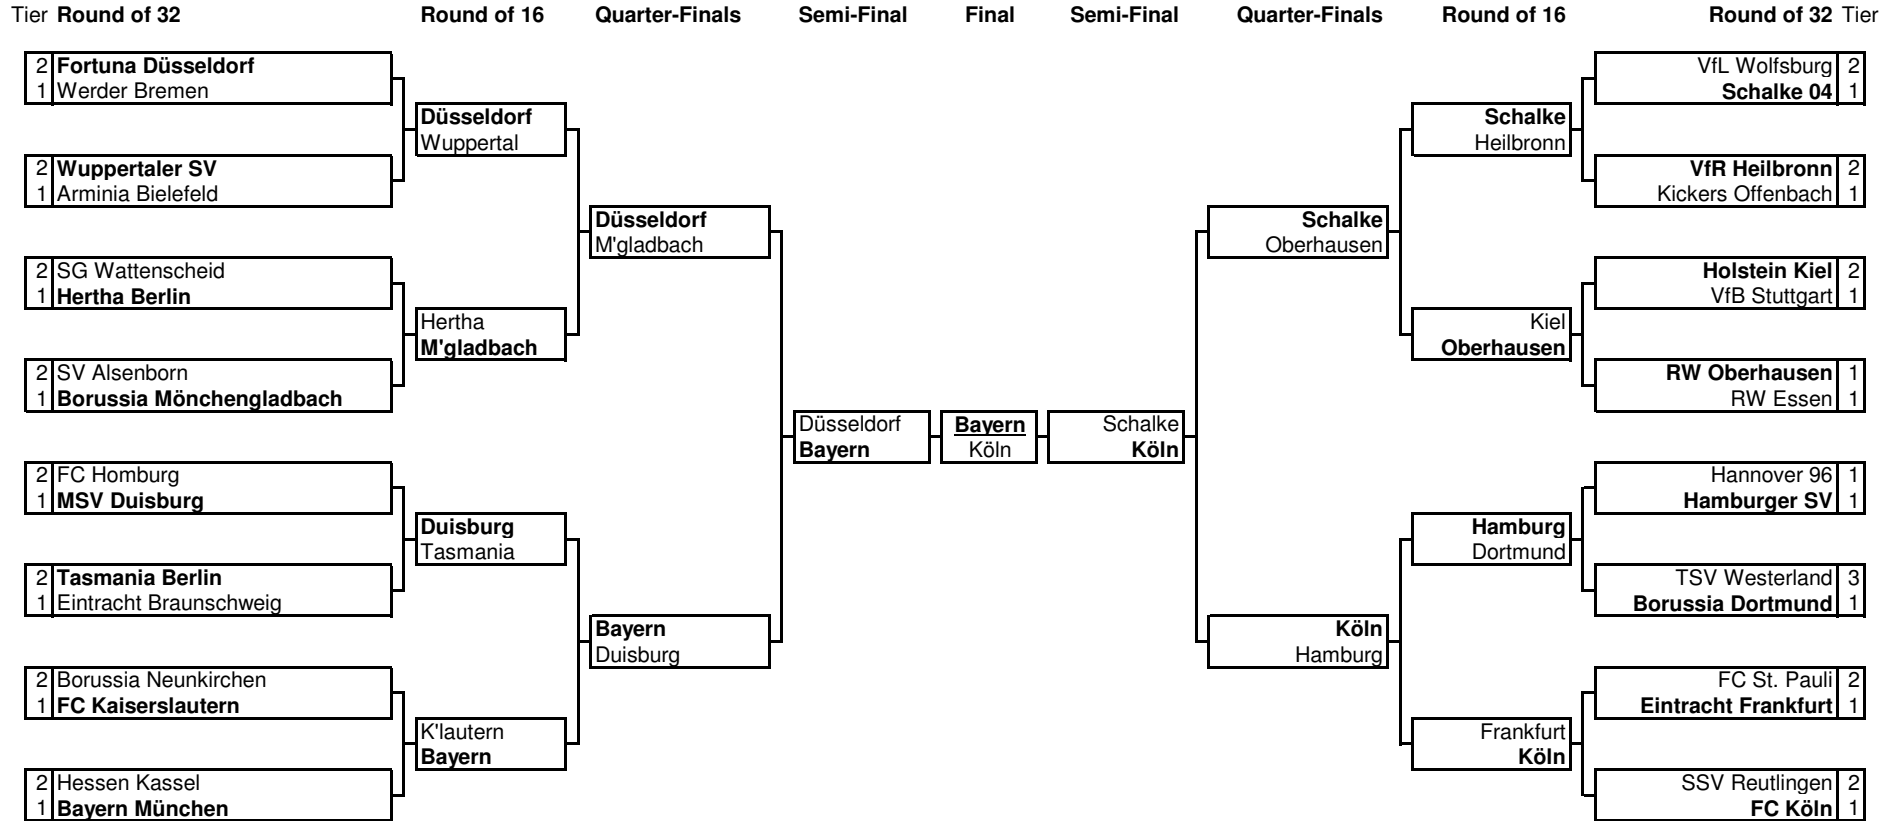 Tier Round of 32 Round of 16 Quarter-Finals Semi-Final Final Semi-Final Quarter-Finals Round of 16 Round of 32 Tier
2 Fortuna Düsseldorf
1 Werder Bremen
2 Wuppertaler SV
1 Arminia Bielefeld
2 SG Wattenscheid
1 Hertha Berlin
2 SV Alsenborn
1 Borussia Mönchengladbach
2 FC Homburg
1 MSV Duisburg
2 Tasmania Berlin
1 Eintracht Braunschweig
2 Borussia Neunkirchen
1 FC Kaiserslautern
2 Hessen Kassel
1 Bayern München
Düsseldorf
Wuppertal
Hertha
M'gladbach
Duisburg
Tasmania
K'lautern
Bayern
Düsseldorf
M'gladbach
Bayern
Duisburg
Düsseldorf
Bayern
Bayern
Köln
Schalke
Köln
Schalke
Oberhausen
Köln
Hamburg
Schalke
Heilbronn
Kiel
Oberhausen
Hamburg
Dortmund
Frankfurt
Köln
VfL Wolfsburg 2
Schalke 04 1
VfR Heilbronn 2
Kickers Offenbach 1
Holstein Kiel 2
VfB Stuttgart 1
RW Oberhausen 1
RW Essen 1
Hannover 96 1
Hamburger SV 1
TSV Westerland 3
Borussia Dortmund 1
FC St. Pauli 2
Eintracht Frankfurt 1
SSV Reutlingen 2
FC Köln 1